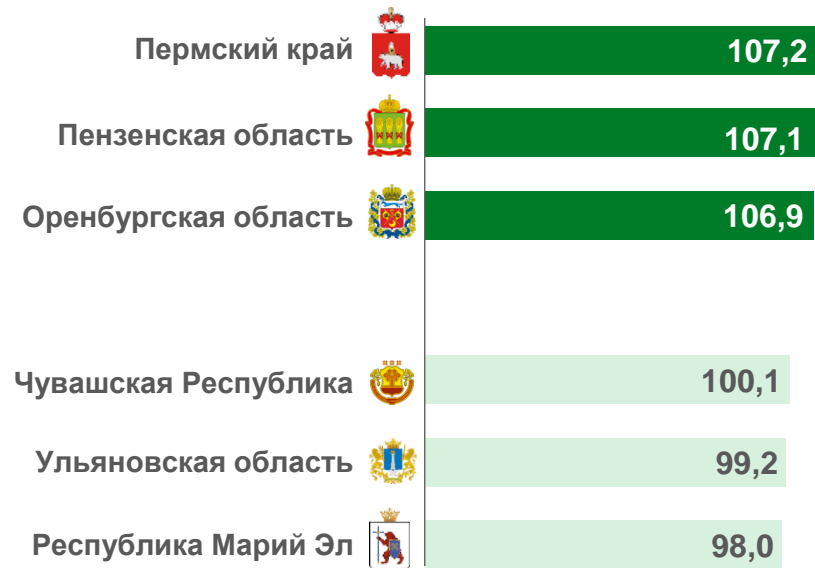 Пермский край 107,2
Пензенская область 107,1
Оренбургская область 106,9
Чувашская Республика 100,1
Ульяновская область 99,2
Республика Марий Эл 98,0